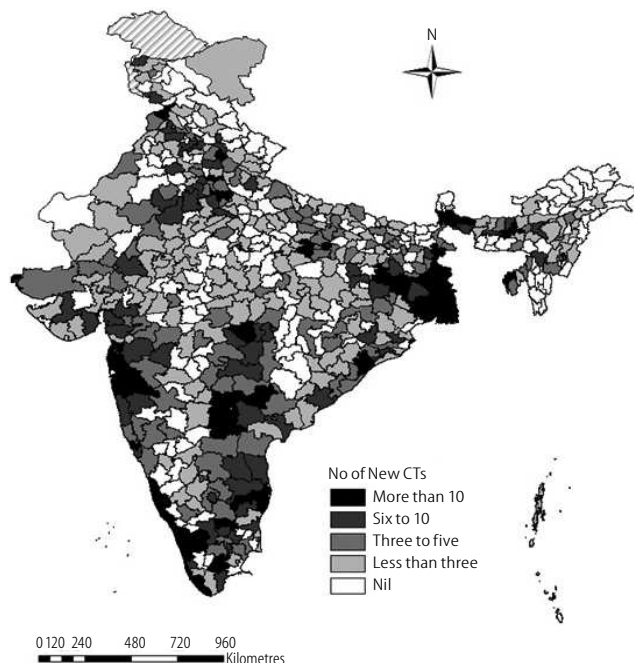 N
No of New CTs
More than 10
Six to 10
Three to five
Less than three
Nil
0 120 240 480 720 960
Kilometres